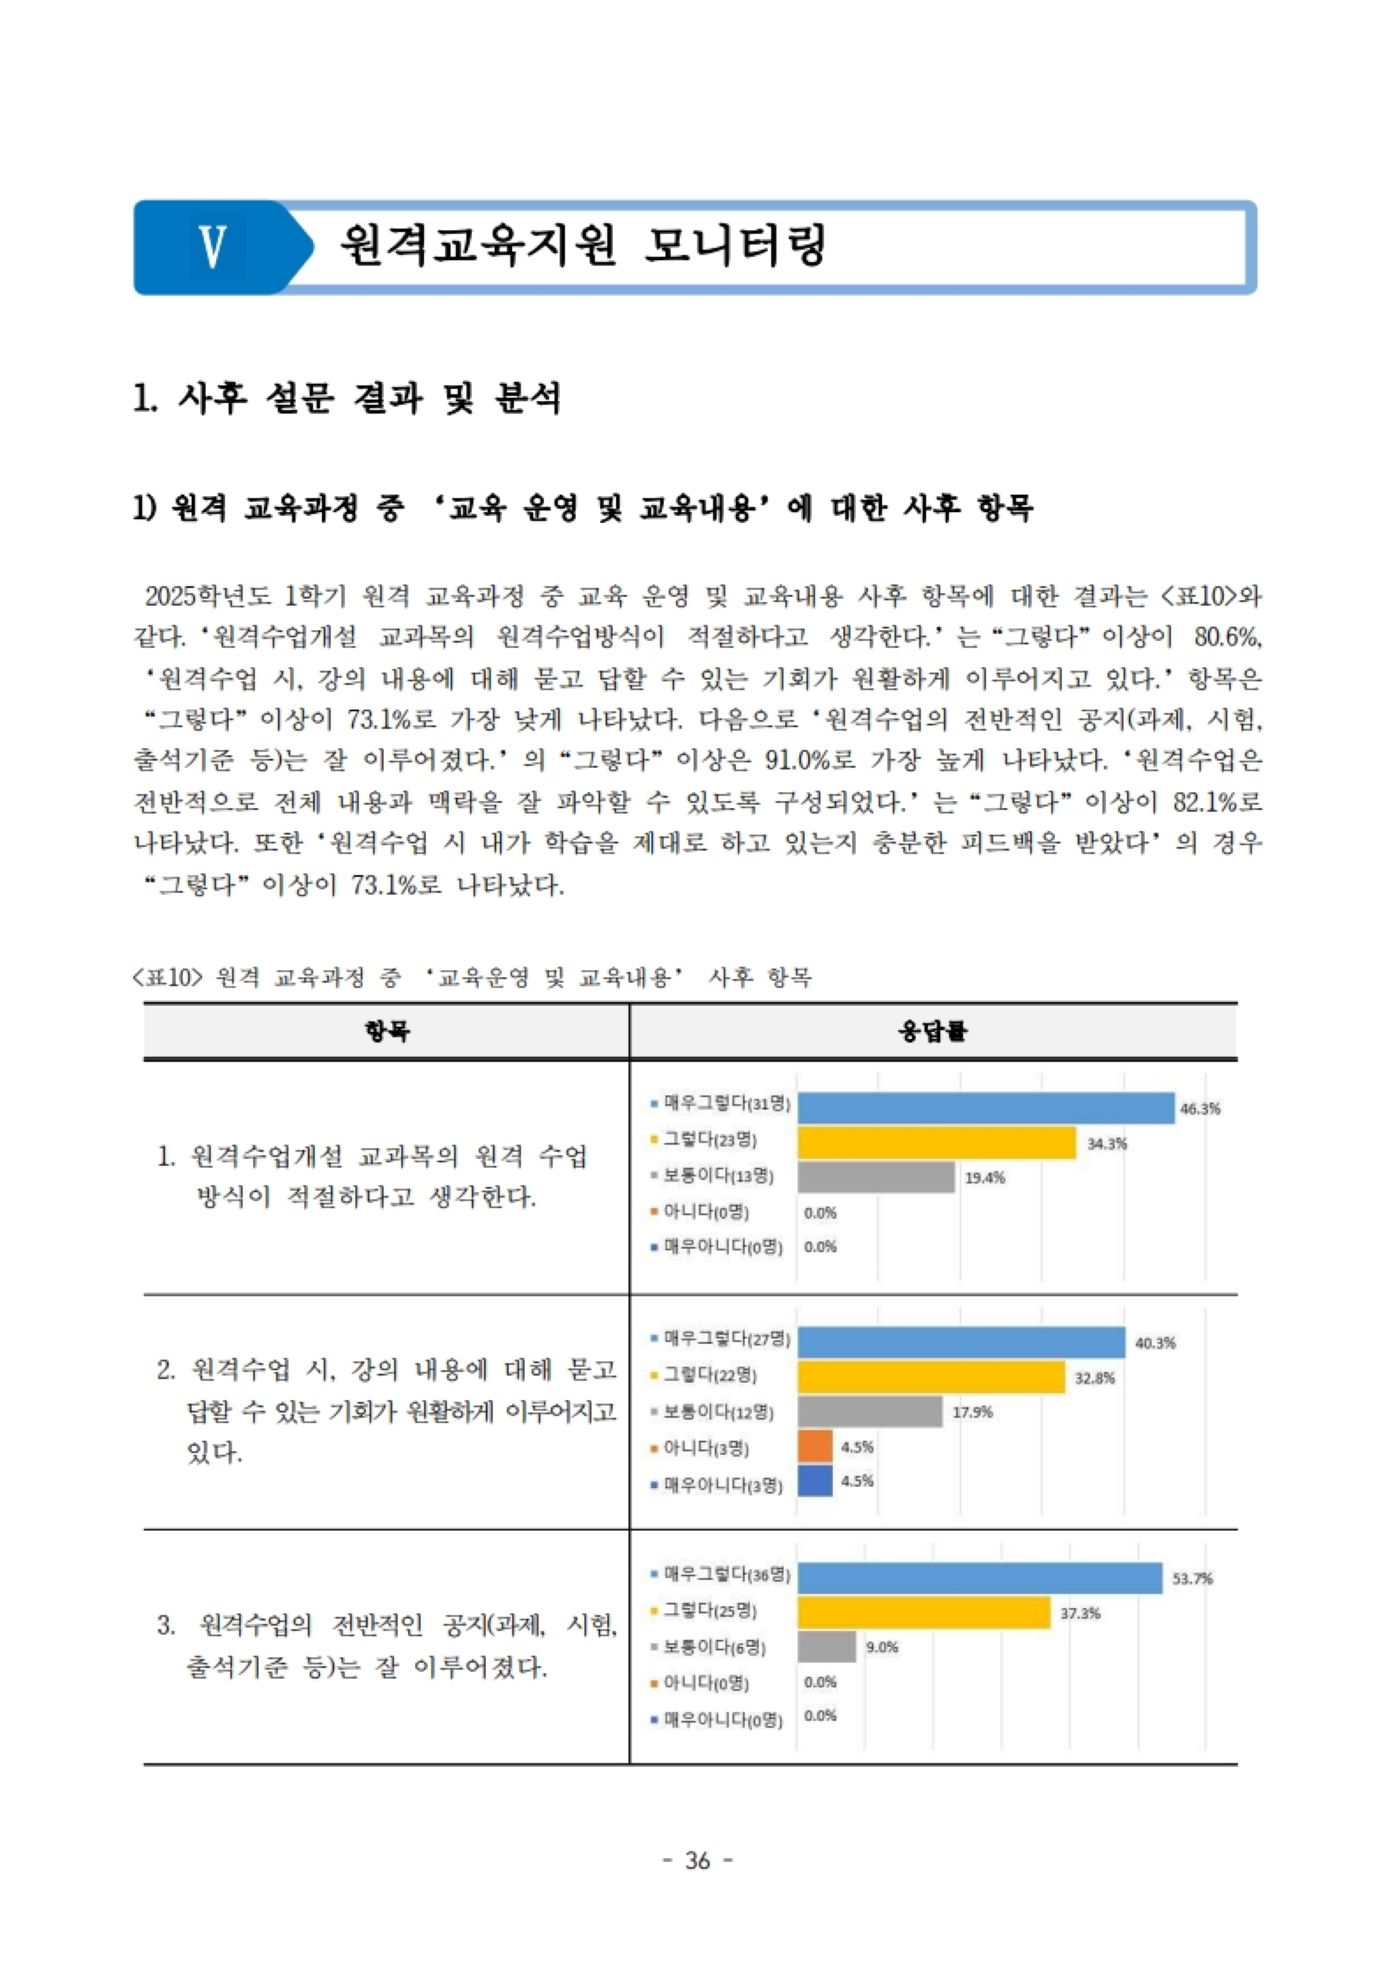 V 원격교육지원 모니터링
1. 사후 설문 결과 및 분석
1) 원격 교육과정 중 ‘교육 운영 및 교육내용’에 대한 사후 항목
2025학년도 1학기 원격 교육과정 중 교육 운영 및 교육내용 사후 항목에 대한 결과는 <표10>와
같다. ‘원격수업개설 교과목의 원격수업방식이 적절하다고 생각한다.’는 “그렇다” 이상이 80.6%,
‘원격수업 시, 강의 내용에 대해 묻고 답할 수 있는 기회가 원활하게 이루어지고 있다.’ 항목은
“그렇다” 이상이 73.1%로 가장 낮게 나타났다. 다음으로 ‘원격수업의 전반적인 공지(과제, 시험,
출석기준 등)는 잘 이루어졌다.’의 “그렇다” 이상은 91.0%로 가장 높게 나타났다. ‘원격수업은
전반적으로 전체 내용과 맥락을 잘 파악할 수 있도록 구성되었다.’는 “그렇다” 이상이 82.1%로
나타났다. 또한 ‘원격수업 시 내가 학습을 제대로 하고 있는지 충분한 피드백을 받았다’의 경우
“그렇다” 이상이 73.1%로 나타났다.
<표10> 원격 교육과정 중 ‘교육운영 및 교육내용’ 사후 항목
항목 응답률
1. 원격수업개설 교과목의 원격 수업
방식이 적절하다고 생각한다.
매우그렇다(31명) 46.3%
그렇다(23명) 34.3%
보통이다(13명) 19.4%
아니다(0명) 0.0%
매우아니다(0명) 0.0%
2. 원격수업 시, 강의 내용에 대해 묻고
답할 수 있는 기회가 원활하게 이루어지고
있다.
매우그렇다(27명) 40.3%
그렇다(22명) 32.8%
보통이다(12명) 17.9%
아니다(3명) 4.5%
매우아니다(3명) 4.5%
3. 원격수업의 전반적인 공지(과제, 시험,
출석기준 등)는 잘 이루어졌다.
매우그렇다(36명) 53.7%
그렇다(25명) 37.3%
보통이다(6명) 9.0%
아니다(0명) 0.0%
매우아니다(0명) 0.0%
- 36 -